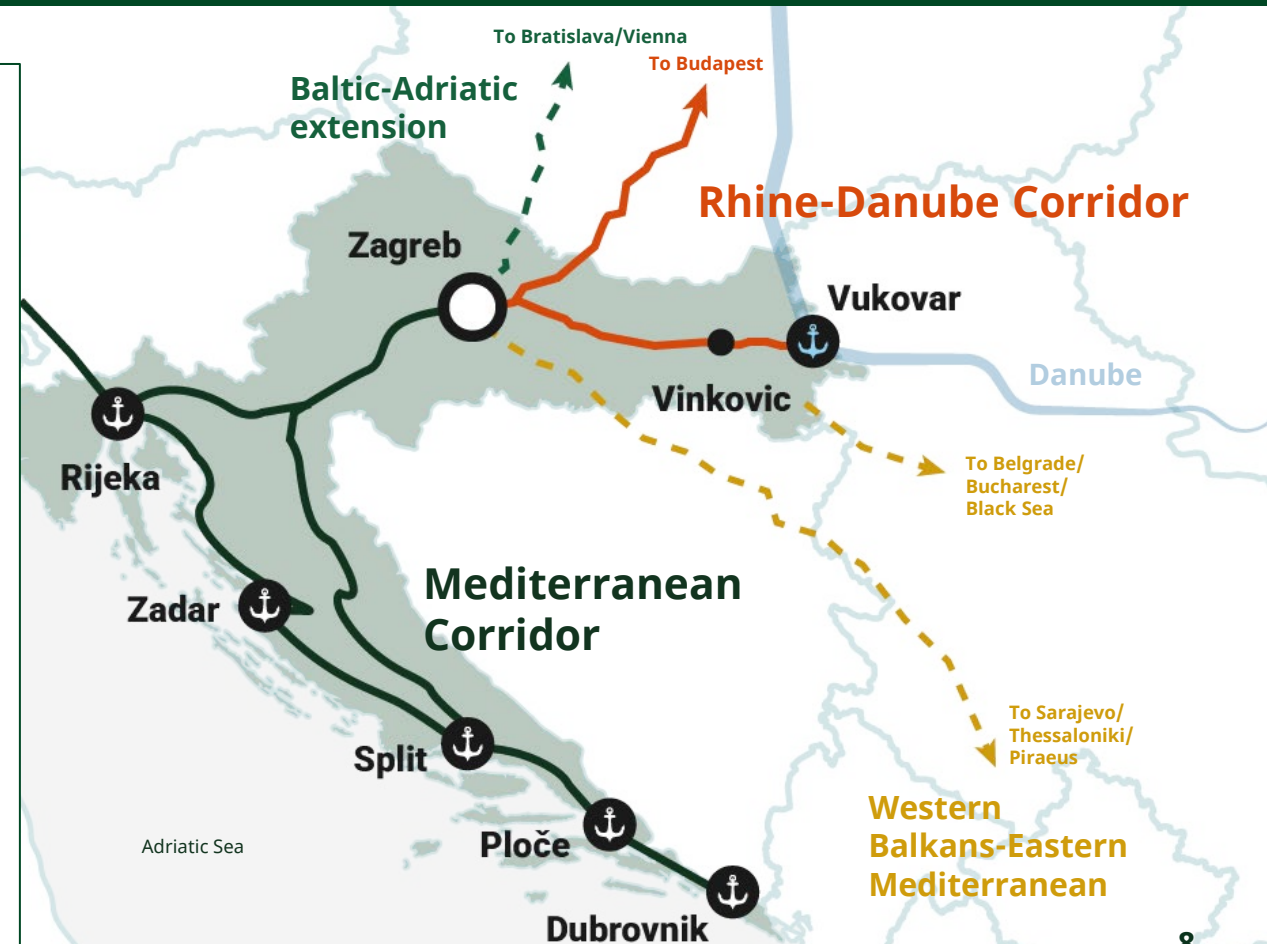 To Bratislava/Vienna
To Budapest
Baltic-Adriatic
extension
Rhine-Danube Corridor
Zagreb
Vukovar
Danube
Vinkovic
Rijeka
To Belgrade/
Bucharest/
Black Sea
Mediterranean
Corridor
Zadar
To Sarajevo/
Thessaloniki/
Piraeus
Split
Western
Balkans-Eastern
Mediterranean
Adriatic Sea
Ploče
Dubrovnik
8